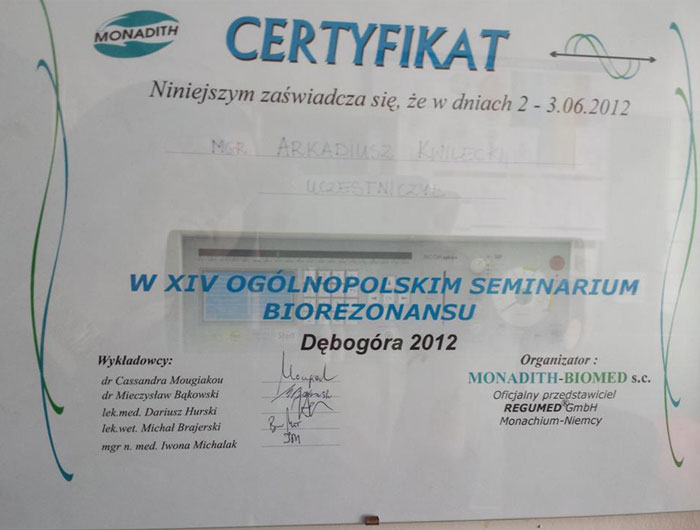 MONADITH
CERTYFIKAT
Niniejszym zaświadcza się, że w dniach 2 - 3.06.2012
MGR. ARKADIUSZ KWILECKI
UCZESTNICZYŁ
W XIV OGÓLNOPOLSKIM SEMINARIUM
BIOREZONANSU
Dębogóra 2012
Wykładowcy:
dr Cassandra Mougiakou
dr Mieczysław Bąkowski
lek.med. Dariusz Hurski
lek.wet. Michał Brajerski
mgr n. med. Iwona Michalak
Organizator :
MONADITH-BIOMED s.c.
Oficjalny przedstawiciel
REGUMED® GmbH
Monachium-Niemcy